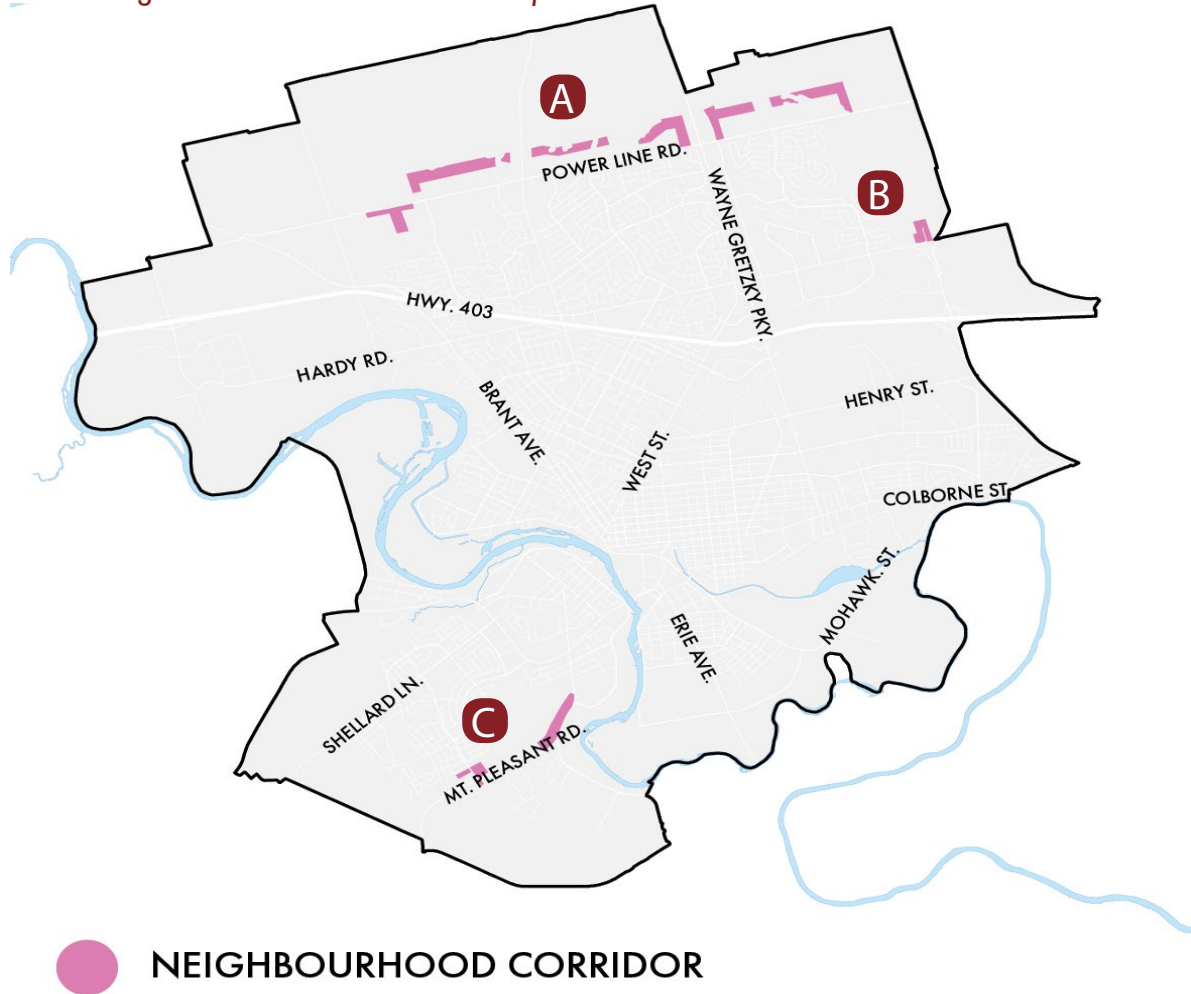 A
POWER LINE RD.
B
WAYNE GRETZKY PKY.
HWY. 403
HARDY RD.
BRANT AVE.
HENRY ST.
WEST ST.
COLBORNE ST.
MOHAWK. ST.
ERIE AVE.
SHELLARD LN.
C
MT. PLEASANT RD.
NEIGHBOURHOOD CORRIDOR